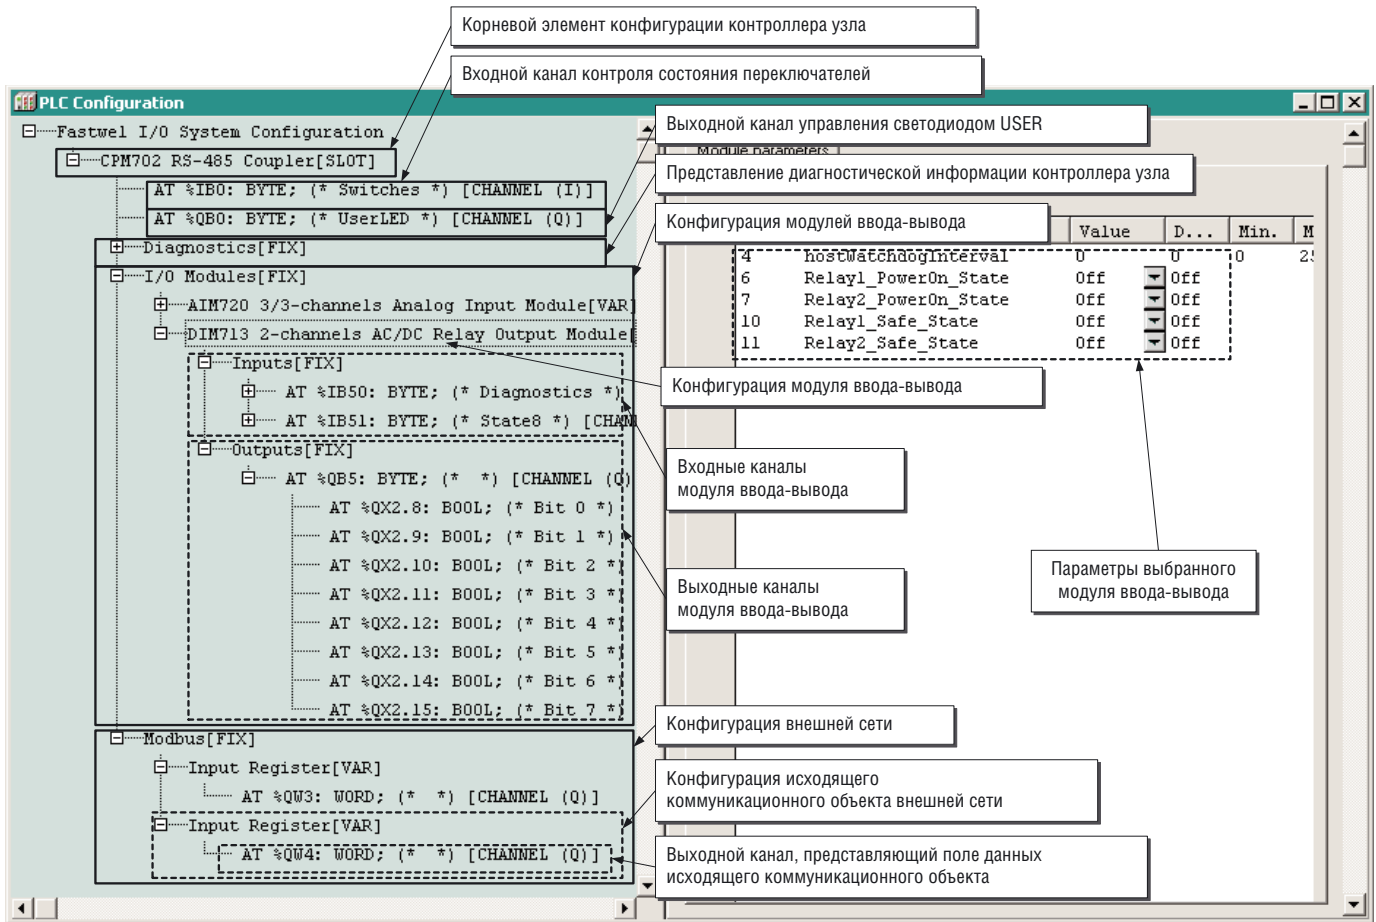 Корневой элемент конфигурации контроллера узла
Входной канал контроля состояния переключателей
PLC Configuration
Fastwel I/O System Configuration
CPM702 RS-485 Coupler[SLOT]
AT %IB0: BYTE; (* Switches *) [CHANNEL (I)]
AT %QB0: BYTE; (* UserLED *) [CHANNEL (Q)]
Diagnostics[FIX]
I/O Modules[FIX]
AIM720 3/3-channels Analog Input Module[VAR]
DIM713 2-channels AC/DC Relay Output Module[
Inputs[FIX]
AT %IB50: BYTE; (* Diagnostics *)
AT %IB51: BYTE; (* State8 *) [CHAN
Outputs[FIX]
AT %QB5: BYTE; (* *) [CHANNEL (Q)
AT %QX2.8: BOOL; (* Bit 0 *)
AT %QX2.9: BOOL; (* Bit 1 *)
AT %QX2.10: BOOL; (* Bit 2 *)
AT %QX2.11: BOOL; (* Bit 3 *)
AT %QX2.12: BOOL; (* Bit 4 *)
AT %QX2.13: BOOL; (* Bit 5 *)
AT %QX2.14: BOOL; (* Bit 6 *)
AT %QX2.15: BOOL; (* Bit 7 *)
Modbus[FIX]
Input Register[VAR]
AT %QW3: WORD; (* *) [CHANNEL (Q)]
Input Register[VAR]
AT %QW4: WORD; (* *) [CHANNEL (Q)]
Выходной канал управления светодиодом USER
Module parameters
Представление диагностической информации контроллера узла
Конфигурация модулей ввода-вывода
Value D... Min. M
4 hostWatchdogInterval 0 0 0 25
6 Relay1_PowerOn_State Off Off
7 Relay2_PowerOn_State Off Off
10 Relay1_Safe_State Off Off
11 Relay2_Safe_State Off Off
Конфигурация модуля ввода-вывода
Входные каналы
модуля ввода-вывода
Параметры выбранного
модуля ввода-вывода
Выходные каналы
модуля ввода-вывода
Конфигурация внешней сети
Конфигурация исходящего
коммуникационного объекта внешней сети
Выходной канал, представляющий поле данных
исходящего коммуникационного объекта